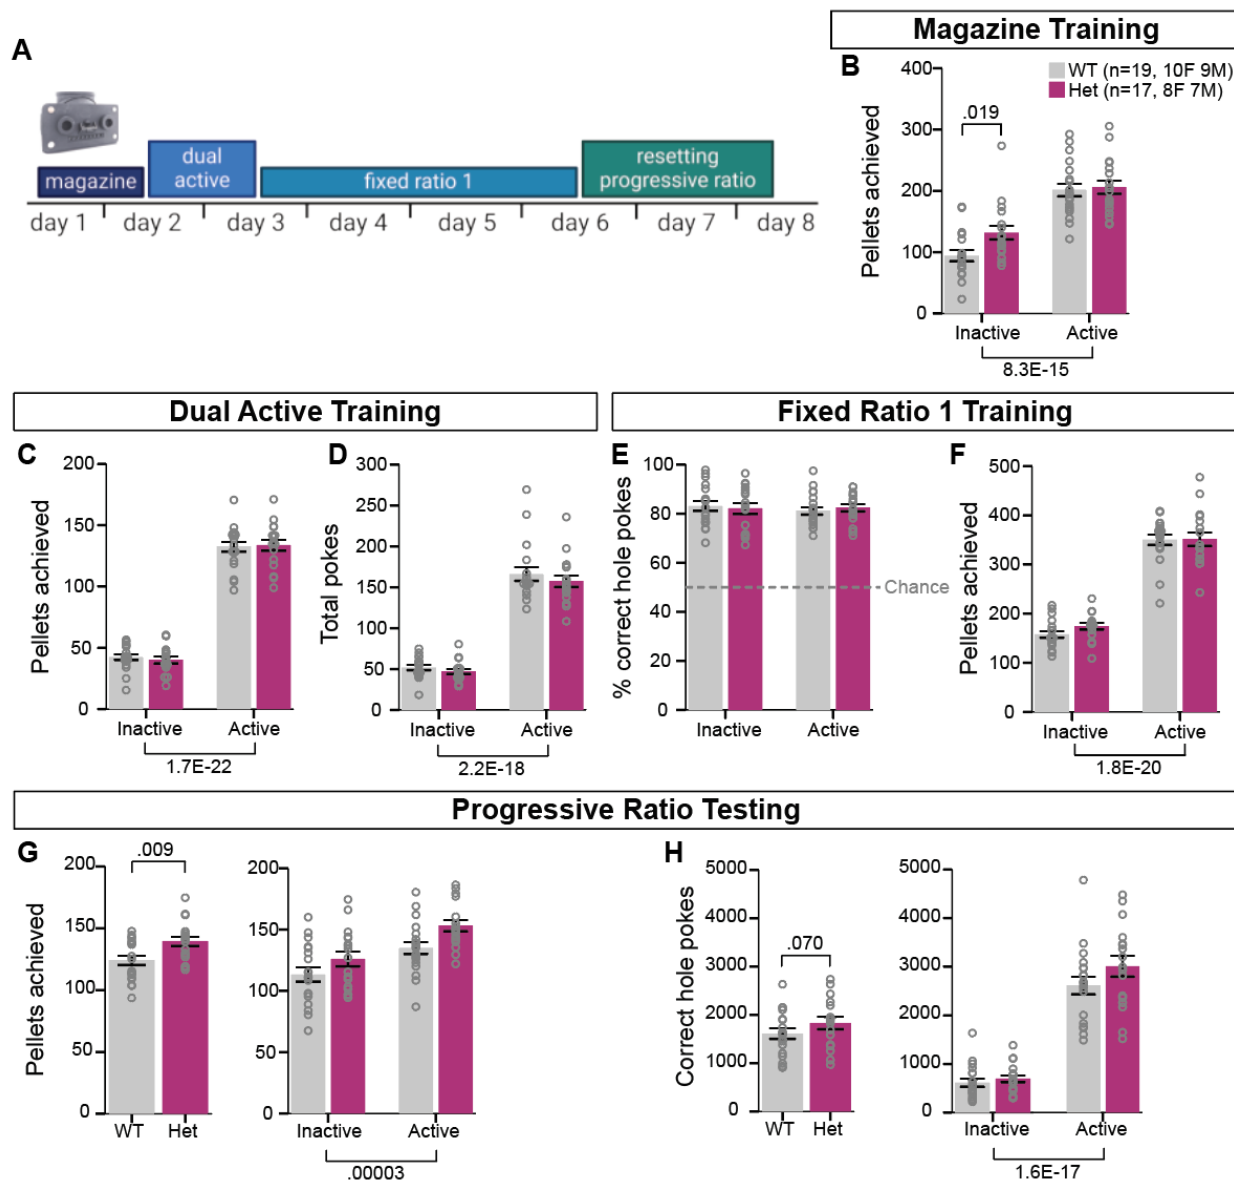 Magazine Training
A
B
WT (n=19, 10F 9M)
Het (n=17, 8F 7M)
magazine
dual
active
fixed ratio 1
resetting
progressive ratio
day 1 day 2 day 3 day 4 day 5 day 6 day 7 day 8
Pellets achieved
400
300
200
100
0
.019
Inactive Active
8.3E-15
Dual Active Training
Fixed Ratio 1 Training
C
Pellets achieved
200
150
100
50
0
Inactive Active
1.7E-22
D
Total pokes
300
250
200
150
100
50
0
Inactive Active
2.2E-18
E
% correct hole pokes
100
80
60
40
20
0
Chance
Inactive Active
F
Pellets achieved
500
400
300
200
100
0
Inactive Active
1.8E-20
Progressive Ratio Testing
G
Pellets achieved
200
150
100
50
0
.009
WT Het
200
150
100
50
0
Inactive Active
.00003
H
Correct hole pokes
5000
4000
3000
2000
1000
0
.070
WT Het
5000
4000
3000
2000
1000
0
Inactive Active
1.6E-17